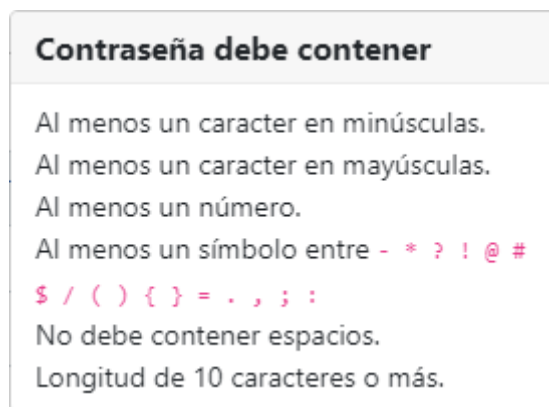 Contraseña debe contener
Al menos un caracter en minúsculas.
Al menos un caracter en mayúsculas.
Al menos un número.
Al menos un símbolo entre - * ? ! @ #
$ / ( ) { } = . , ; :
No debe contener espacios.
Longitud de 10 caracteres o más.